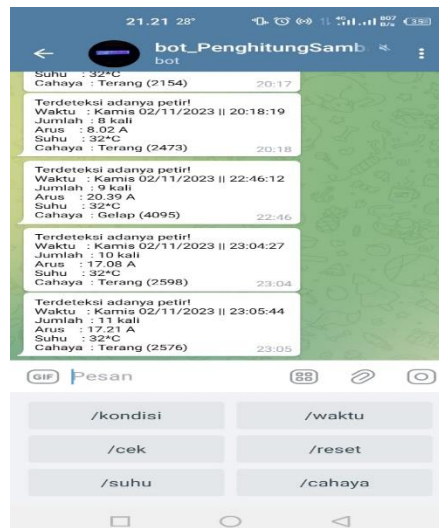 21.21 28°
807
B/s
39
bot_PenghitungSamb
bot
Suhu : 32*C
Cahaya : Terang (2154)
20:17
Terdeteksi adanya petir!
Waktu : Kamis 02/11/2023 || 20:18:19
Jumlah : 8 kali
Arus : 8.02 A
Suhu : 32*C
Cahaya : Terang (2473)
20:18
Terdeteksi adanya petir!
Waktu : Kamis 02/11/2023 || 22:46:12
Jumlah : 9 kali
Arus : 20.39 A
Suhu : 32*C
Cahaya : Gelap (4095)
22:46
Terdeteksi adanya petir!
Waktu : Kamis 02/11/2023 || 23:04:27
Jumlah : 10 kali
Arus : 17.08 A
Suhu : 32*C
Cahaya : Terang (2598)
23:04
Terdeteksi adanya petir!
Waktu : Kamis 02/11/2023 || 23:05:44
Jumlah : 11 kali
Arus : 17.21 A
Suhu : 32*C
Cahaya : Terang (2576)
23:05
GIF Pesan
/kondisi /waktu
/cek /reset
/suhu /cahaya